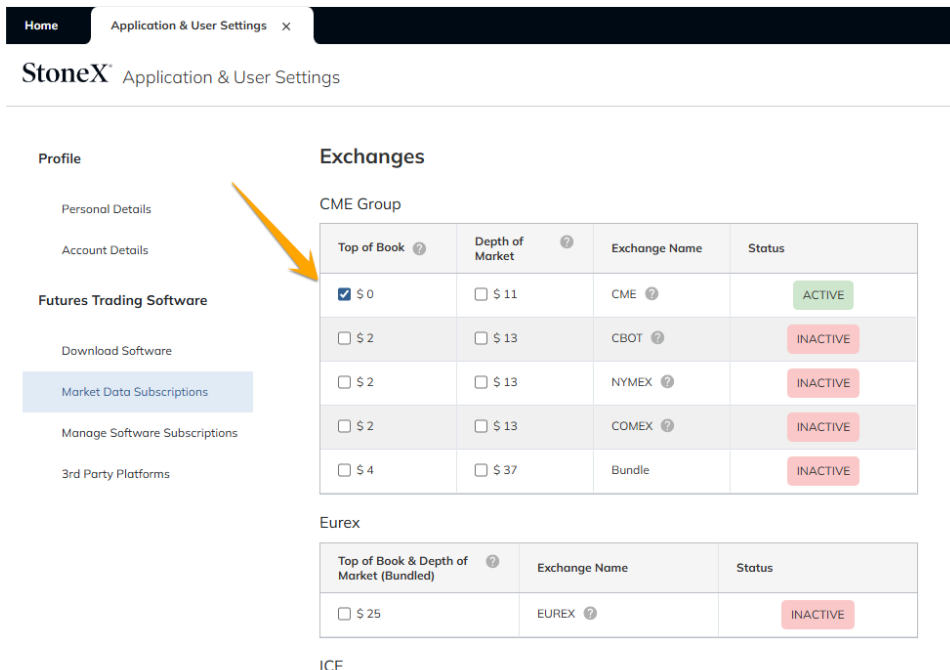 Home
Application & User Settings ×
StoneX® Application & User Settings
Profile
Personal Details
Account Details
Futures Trading Software
Download Software
Market Data Subscriptions
Manage Software Subscriptions
3rd Party Platforms
Exchanges
CME Group
Top of Book ? Depth of Market ? Exchange Name Status
$ 0 $ 11 CME ? ACTIVE
$ 2 $ 13 CBOT ? INACTIVE
$ 2 $ 13 NYMEX ? INACTIVE
$ 2 $ 13 COMEX ? INACTIVE
$ 4 $ 37 Bundle INACTIVE
Eurex
Top of Book & Depth of Market (Bundled) ? Exchange Name Status
$ 25 EUREX ? INACTIVE
ICE